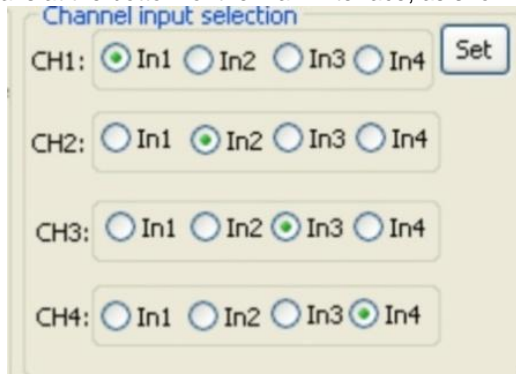 Channel input selection
CH1: In1 In2 In3 In4 Set
CH2: In1 In2 In3 In4
CH3: In1 In2 In3 In4
CH4: In1 In2 In3 In4